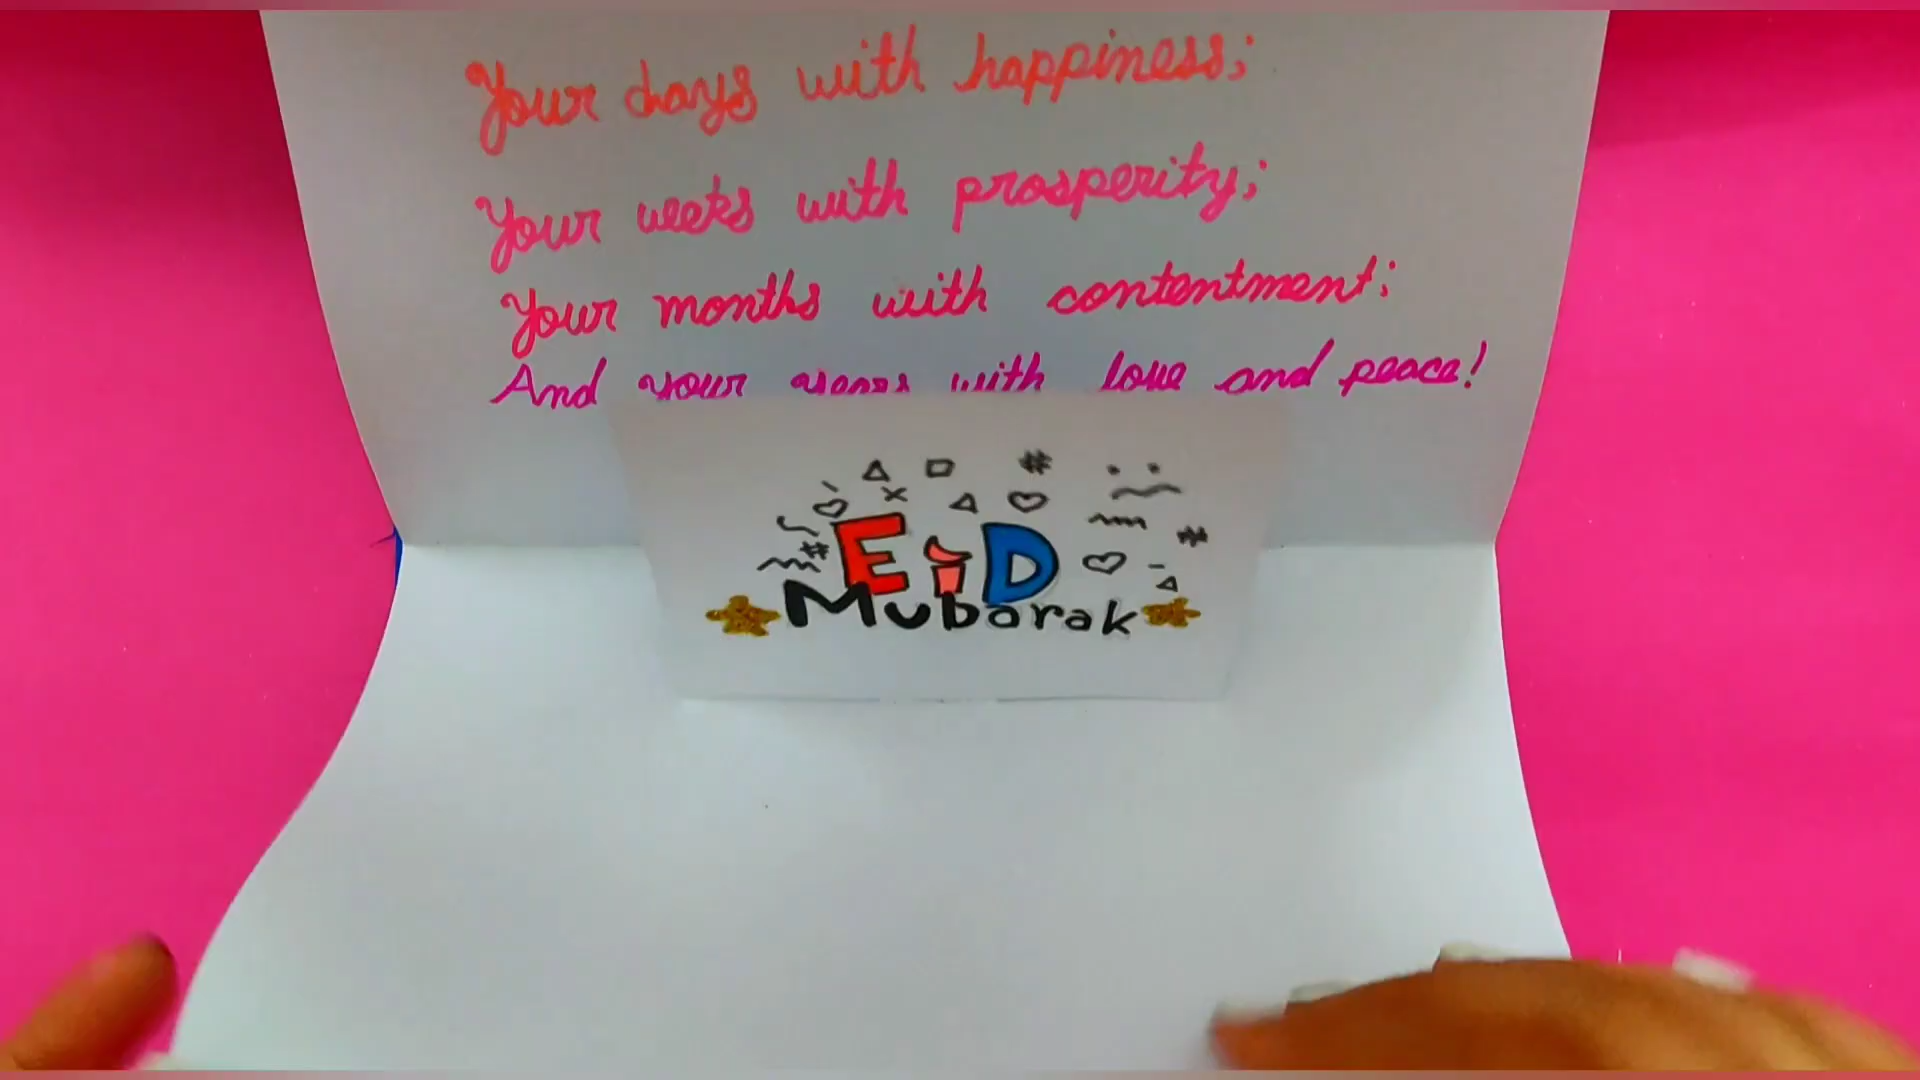 Your days with happiness;
Your weeks with prosperity;
Your months with contentment;
And your years with love and peace!
EiD
Mubarak